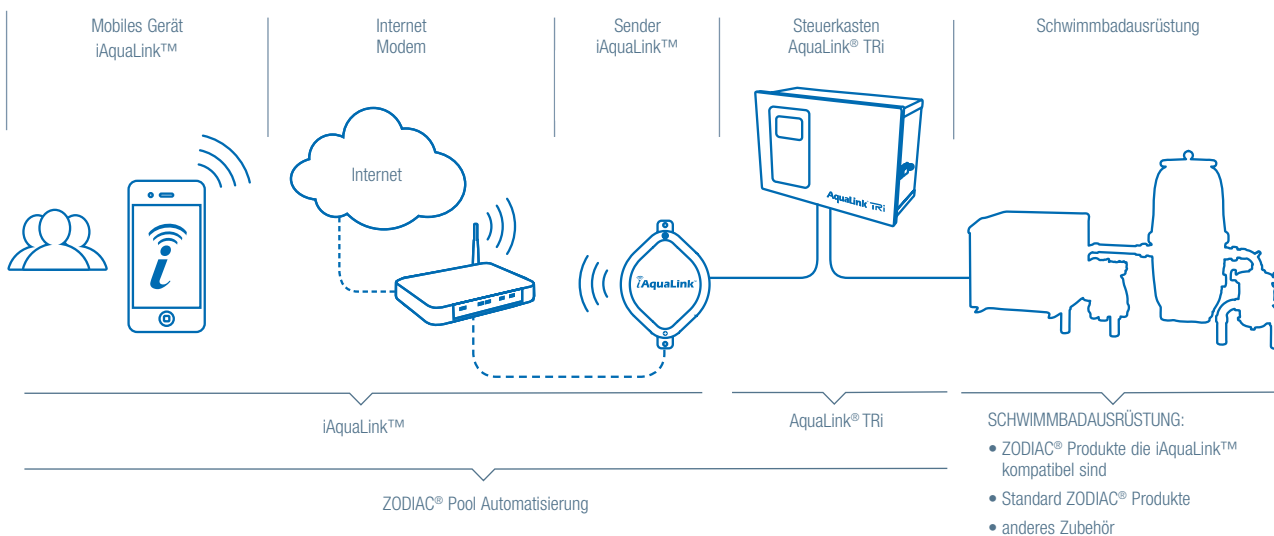 Mobiles Gerät
iAquaLink™
Internet
Modem
Sender
iAquaLink™
Steuerkasten
AquaLink® TRi
Schwimmbadausrüstung
Internet
i
iAquaLink
AquaLink TRi
iAquaLink™
AquaLink® TRi
ZODIAC® Pool Automatisierung
SCHWIMMBADAUSRÜSTUNG:
• ZODIAC® Produkte die iAquaLink™
kompatibel sind
• Standard ZODIAC® Produkte
• anderes Zubehör